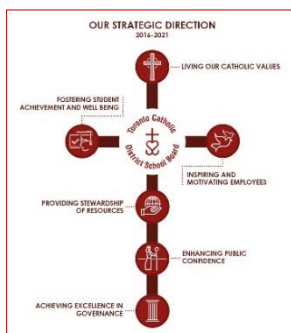 OUR STRATEGIC DIRECTION
2016-2021
LIVING OUR CATHOLIC VALUES
FOSTERING STUDENT
ACHIEVEMENT AND WELL BEING
Toronto Catholic
District School Board
INSPIRING AND
MOTIVATING EMPLOYEES
PROVIDING STEWARDSHIP
OF RESOURCES
ENHANCING PUBLIC
CONFIDENCE
ACHIEVING EXCELLENCE IN
GOVERNANCE